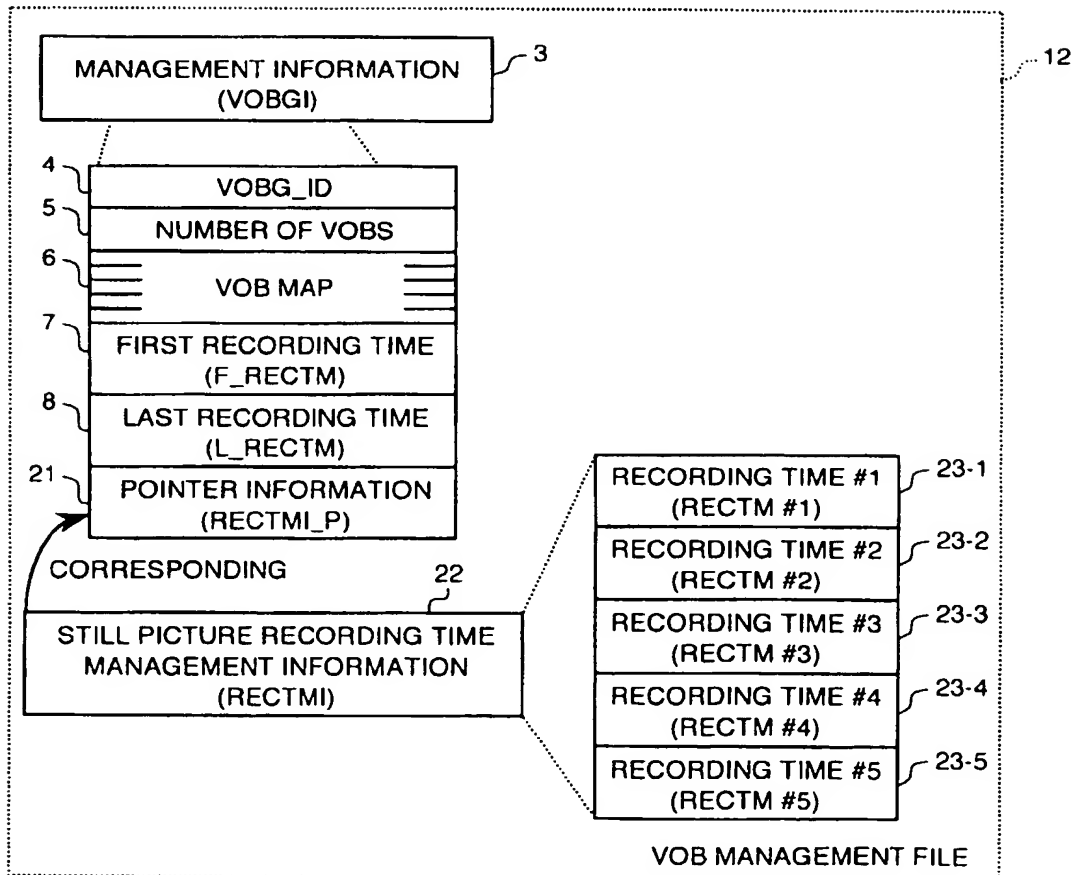 MANAGEMENT INFORMATION
(VOBGI)
3
12
4
VOBG_ID
5
NUMBER OF VOBS
6
VOB MAP
7
FIRST RECORDING TIME
(F_RECTM)
8
LAST RECORDING TIME
(L_RECTM)
21
POINTER INFORMATION
(RECTMI_P)
CORRESPONDING
22
STILL PICTURE RECORDING TIME
MANAGEMENT INFORMATION
(RECTMI)
RECORDING TIME #1
(RECTM #1)
23-1
RECORDING TIME #2
(RECTM #2)
23-2
RECORDING TIME #3
(RECTM #3)
23-3
RECORDING TIME #4
(RECTM #4)
23-4
RECORDING TIME #5
(RECTM #5)
23-5
VOB MANAGEMENT FILE